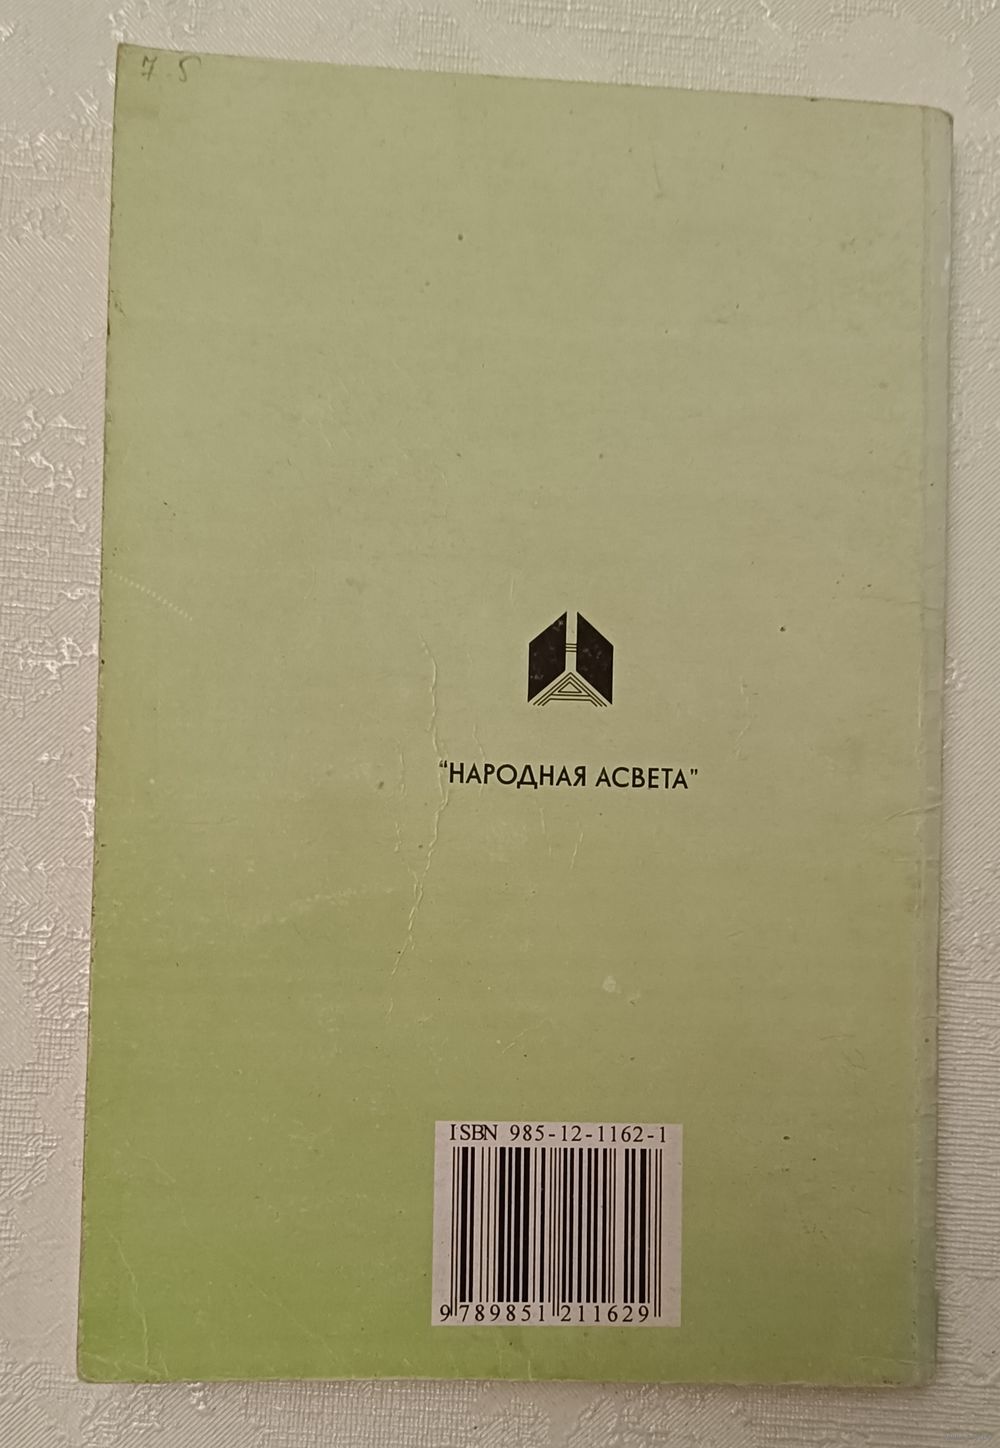 7.5
"НАРОДНАЯ АСВЕТА"
ISBN 985-12-1162-1
9 789851 211629